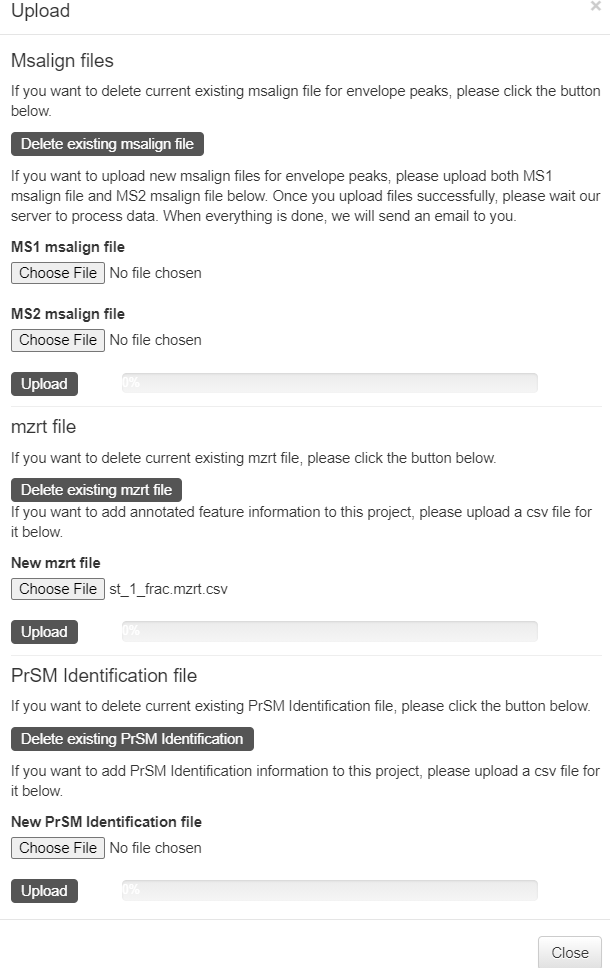 Upload
×
Msalign files
If you want to delete current existing msalign file for envelope peaks, please click the button
below.
Delete existing msalign file
If you want to upload new msalign files for envelope peaks, please upload both MS1
msalign file and MS2 msalign file below. Once you upload files successfully, please wait our
server to process data. When everything is done, we will send an email to you.
MS1 msalign file
Choose File No file chosen
MS2 msalign file
Choose File No file chosen
Upload 0%
mzrt file
If you want to delete current existing mzrt file, please click the button below.
Delete existing mzrt file
If you want to add annotated feature information to this project, please upload a csv file for
it below.
New mzrt file
Choose File st_1_frac.mzrt.csv
Upload 0%
PrSM Identification file
If you want to delete current existing PrSM Identification file, please click the button below.
Delete existing PrSM Identification
If you want to add PrSM Identification information to this project, please upload a csv file for
it below.
New PrSM Identification file
Choose File No file chosen
Upload 0%
Close